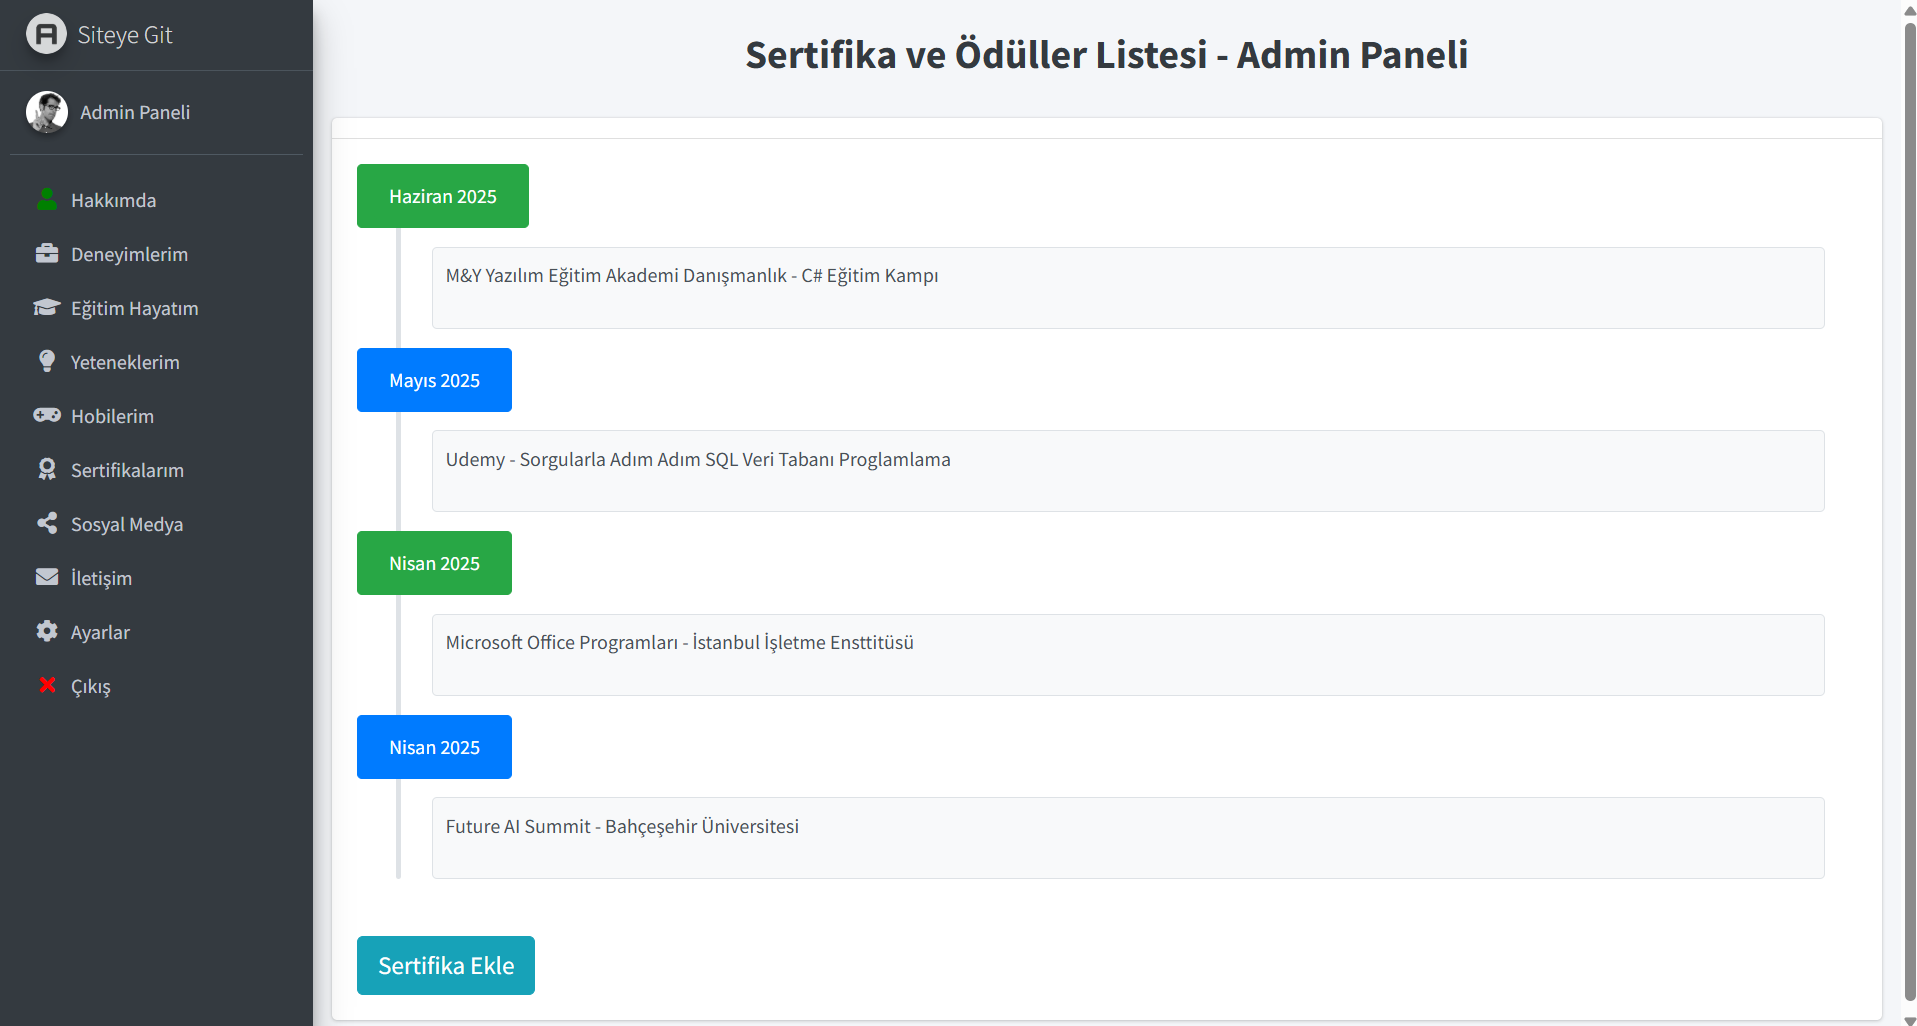 Siteye Git
Admin Paneli
Hakkımda
Deneyimlerim
Eğitim Hayatım
Yeteneklerim
Hobilerim
Sertifikalarım
Sosyal Medya
İletişim
Ayarlar
Çıkış
Sertifika ve Ödüller Listesi - Admin Paneli
Haziran 2025
M&Y Yazılım Eğitim Akademi Danışmanlık - C# Eğitim Kampı
Mayıs 2025
Udemy - Sorgularla Adım Adım SQL Veri Tabanı Proglamlama
Nisan 2025
Microsoft Office Programları - İstanbul İşletme Ensttitüsü
Nisan 2025
Future AI Summit - Bahçeşehir Üniversitesi
Sertifika Ekle